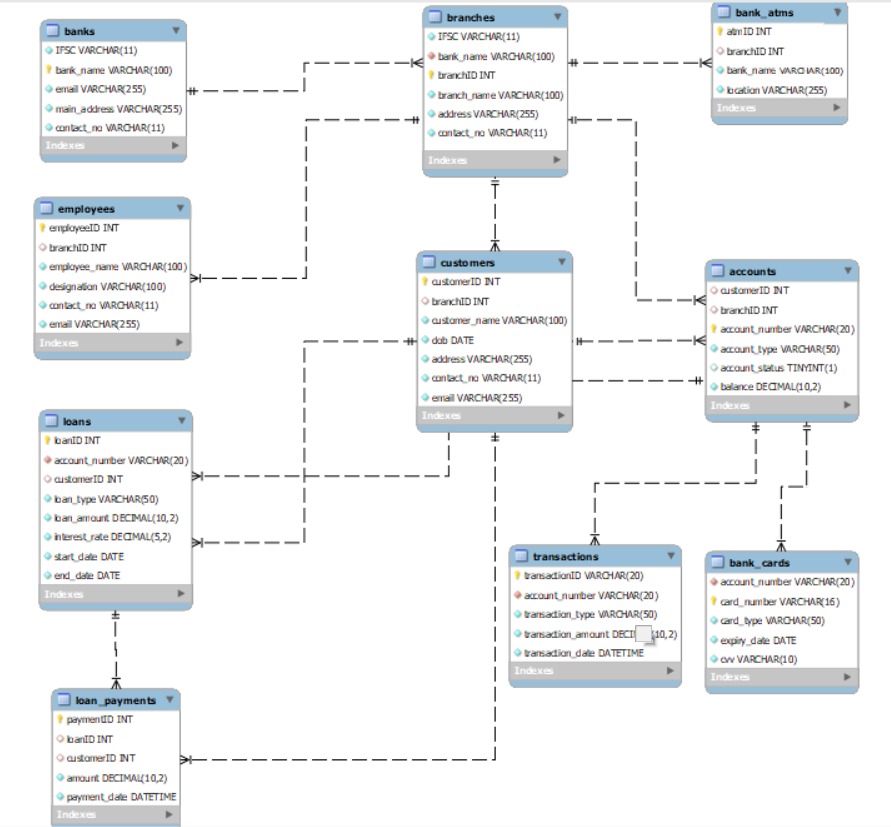 banks
IFSC VARCHAR(11)
bank_name VARCHAR(100)
email VARCHAR(255)
main_address VARCHAR(255)
contact_no VARCHAR(11)
Indexes
branches
IFSC VARCHAR(11)
bank_name VARCHAR(100)
branchID INT
branch_name VARCHAR(100)
address VARCHAR(255)
contact_no VARCHAR(11)
Indexes
bank_atms
atmID INT
branchID INT
bank_name VARCHAR(100)
location VARCHAR(255)
Indexes
employees
employeeID INT
branchID INT
employee_name VARCHAR(100)
designation VARCHAR(100)
contact_no VARCHAR(11)
email VARCHAR(255)
Indexes
customers
customerID INT
branchID INT
customer_name VARCHAR(100)
dob DATE
address VARCHAR(255)
contact_no VARCHAR(11)
email VARCHAR(255)
Indexes
accounts
customerID INT
branchID INT
account_number VARCHAR(20)
account_type VARCHAR(50)
account_status TINYINT(1)
balance DECIMAL(10,2)
Indexes
loans
loanID INT
account_number VARCHAR(20)
customerID INT
loan_type VARCHAR(50)
loan_amount DECIMAL(10,2)
interest_rate DECIMAL(5,2)
start_date DATE
end_date DATE
Indexes
transactions
transactionID VARCHAR(20)
account_number VARCHAR(20)
transaction_type VARCHAR(50)
transaction_amount 10,2)
transaction_date DATETIME
Indexes
bank_cards
account_number VARCHAR(20)
card_number VARCHAR(16)
card_type VARCHAR(50)
expiry_date DATE
cvv VARCHAR(10)
Indexes
loan_payments
paymentID INT
loanID INT
customerID INT
amount DECIMAL(10,2)
payment_date DATETIME
Indexes